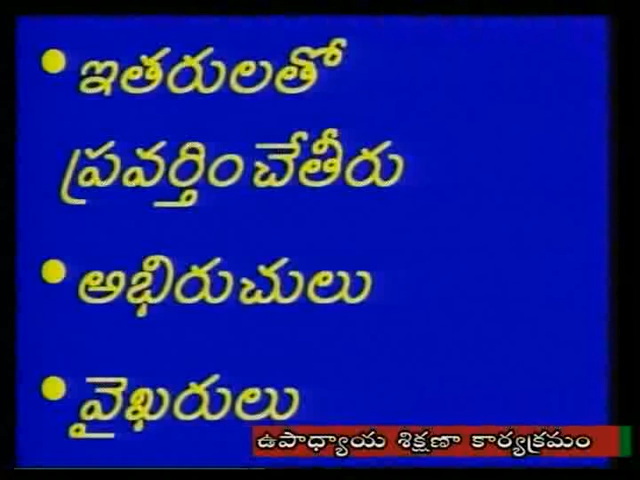 • ఇతరులతో
ప్రవర్తించేతీరు
• అభిరుచులు
• వైఖరులు
ఉపాధ్యాయ శిక్షణా కార్యక్రమం